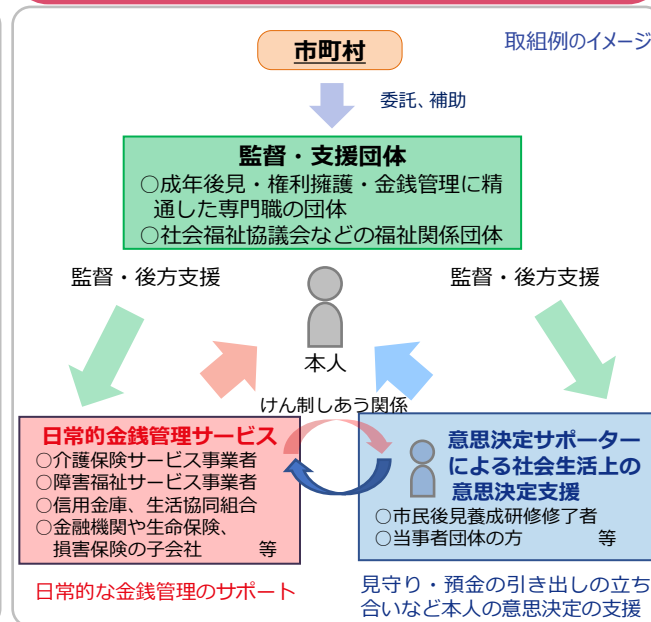 取組例のイメージ
市町村
委託、補助
監督・支援団体
○成年後見・権利擁護・金銭管理に精
通した専門職の団体
○社会福祉協議会などの福祉関係団体
監督・後方支援
監督・後方支援
本人
けん制しあう関係
日常的金銭管理サービス
○介護保険サービス事業者
○障害福祉サービス事業者
○信用金庫、生活協同組合
○金融機関や生命保険、
損害保険の子会社 等
日常的な金銭管理のサポート
意思決定サポーター
による社会生活上の
意思決定支援
○市民後見養成研修修了者
○当事者団体の方 等
見守り・預金の引き出しの立ち
合いなど本人の意思決定の支援